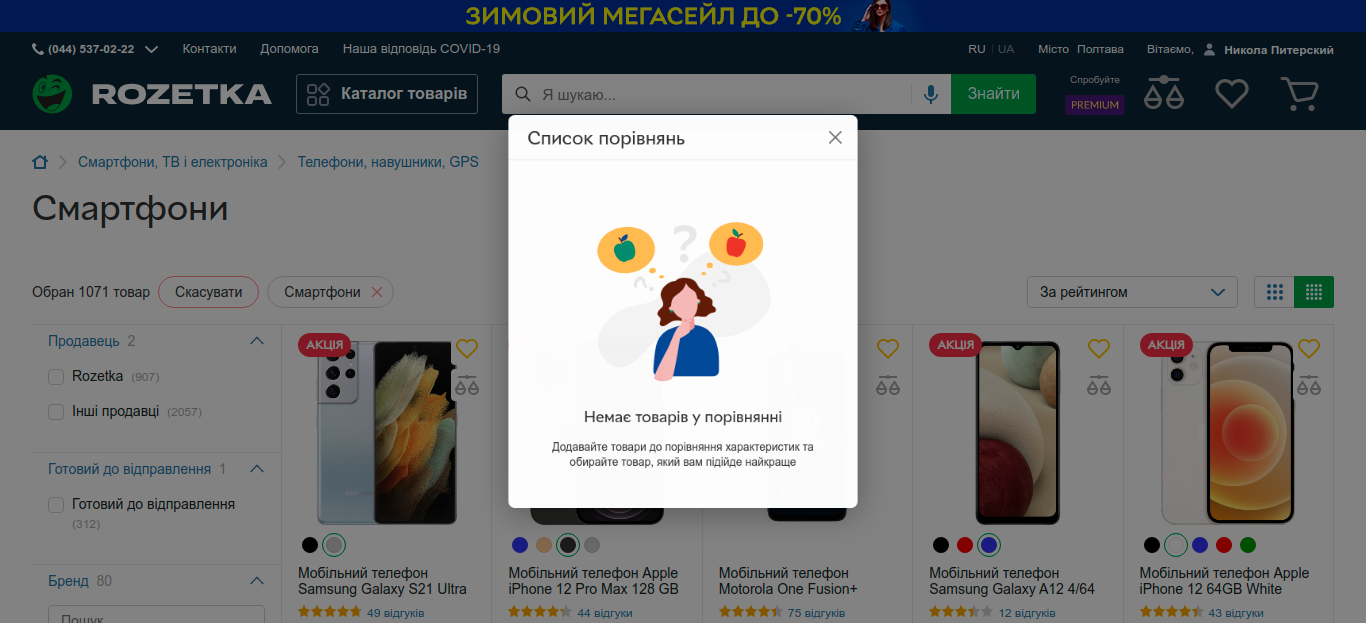 ЗИМОВИЙ МЕГАСЕЙЛ ДО -70%
(044) 537-02-22 Контакти Допомога Наша відповідь COVID-19 RU | UA Місто Полтава Вітаємо, Никола Питерский
ROZETKA Каталог товарів Я шукаю... Знайти Спробуйте PREMIUM
Список порівнянь
Смартфони, ТВ і електроніка Телефони, навушники, GPS
Смартфони
?
Обран 1071 товар Скасувати Смартфони За рейтингом
Продавець 2
Rozetka (907)
Інші продавці (2057)
Готовий до відправлення 1
Готовий до відправлення
(312)
Бренд 80
Пошук
АКЦІЯ АКЦІЯ АКЦІЯ
Немає товарів у порівнянні
Додавайте товари до порівняння характеристик та
обирайте товар, який вам підійде найкраще
Мобільний телефон
Samsung Galaxy S21 Ultra
49 відгуків
Мобільний телефон Apple
iPhone 12 Pro Max 128 GB
44 відгуки
Мобільний телефон
Motorola One Fusion+
75 відгуків
Мобільний телефон
Samsung Galaxy A12 4/64
12 відгуків
Мобільний телефон Apple
iPhone 12 64GB White
43 відгуки